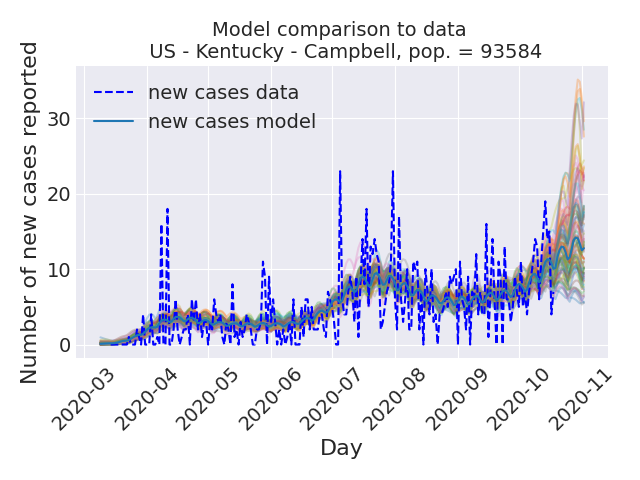 Model comparison to data
US - Kentucky - Campbell, pop. = 93584
new cases data
new cases model
Number of new cases reported
30
20
10
0
2020-03
2020-04
2020-05
2020-06
2020-07
2020-08
2020-09
2020-10
2020-11
Day